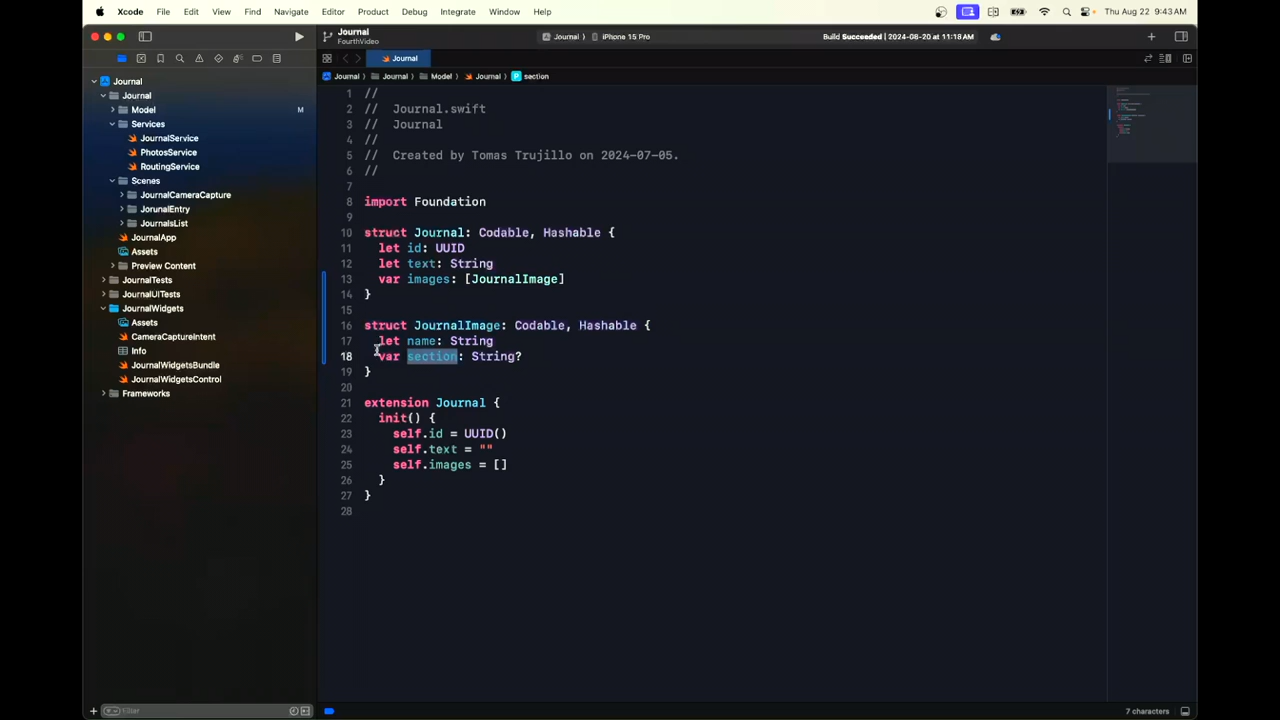 Xcode File Edit View Find Navigate Editor Product Debug Integrate Window Help Thu Aug 22 9:43 AM
Journal
FourthVideo
Journal 〉 iPhone 15 Pro
Build Succeeded | 2024-08-20 at 11:18 AM
Journal
Journal 〉 Journal 〉 Model 〉 Journal 〉 P section
Journal
Journal
Model M
Services
JournalService
PhotosService
RoutingService
Scenes
JournalCameraCapture
JorunalEntry
JournalsList
JournalApp
Assets
Preview Content
JournalTests
JournalUITests
JournalWidgets
Assets
CameraCaptureIntent
Info
JournalWidgetsBundle
JournalWidgetsControl
Frameworks
Filter
1 //
2 // Journal.swift
3 // Journal
4 //
5 // Created by Tomas Trujillo on 2024-07-05.
6 //
7
8 import Foundation
9
10 struct Journal: Codable, Hashable {
11 let id: UUID
12 let text: String
13 var images: [JournalImage]
14 }
15
16 struct JournalImage: Codable, Hashable {
17 let name: String
18 var section: String?
19 }
20
21 extension Journal {
22 init() {
23 self.id = UUID()
24 self.text = ""
25 self.images = []
26 }
27 }
28
7 characters